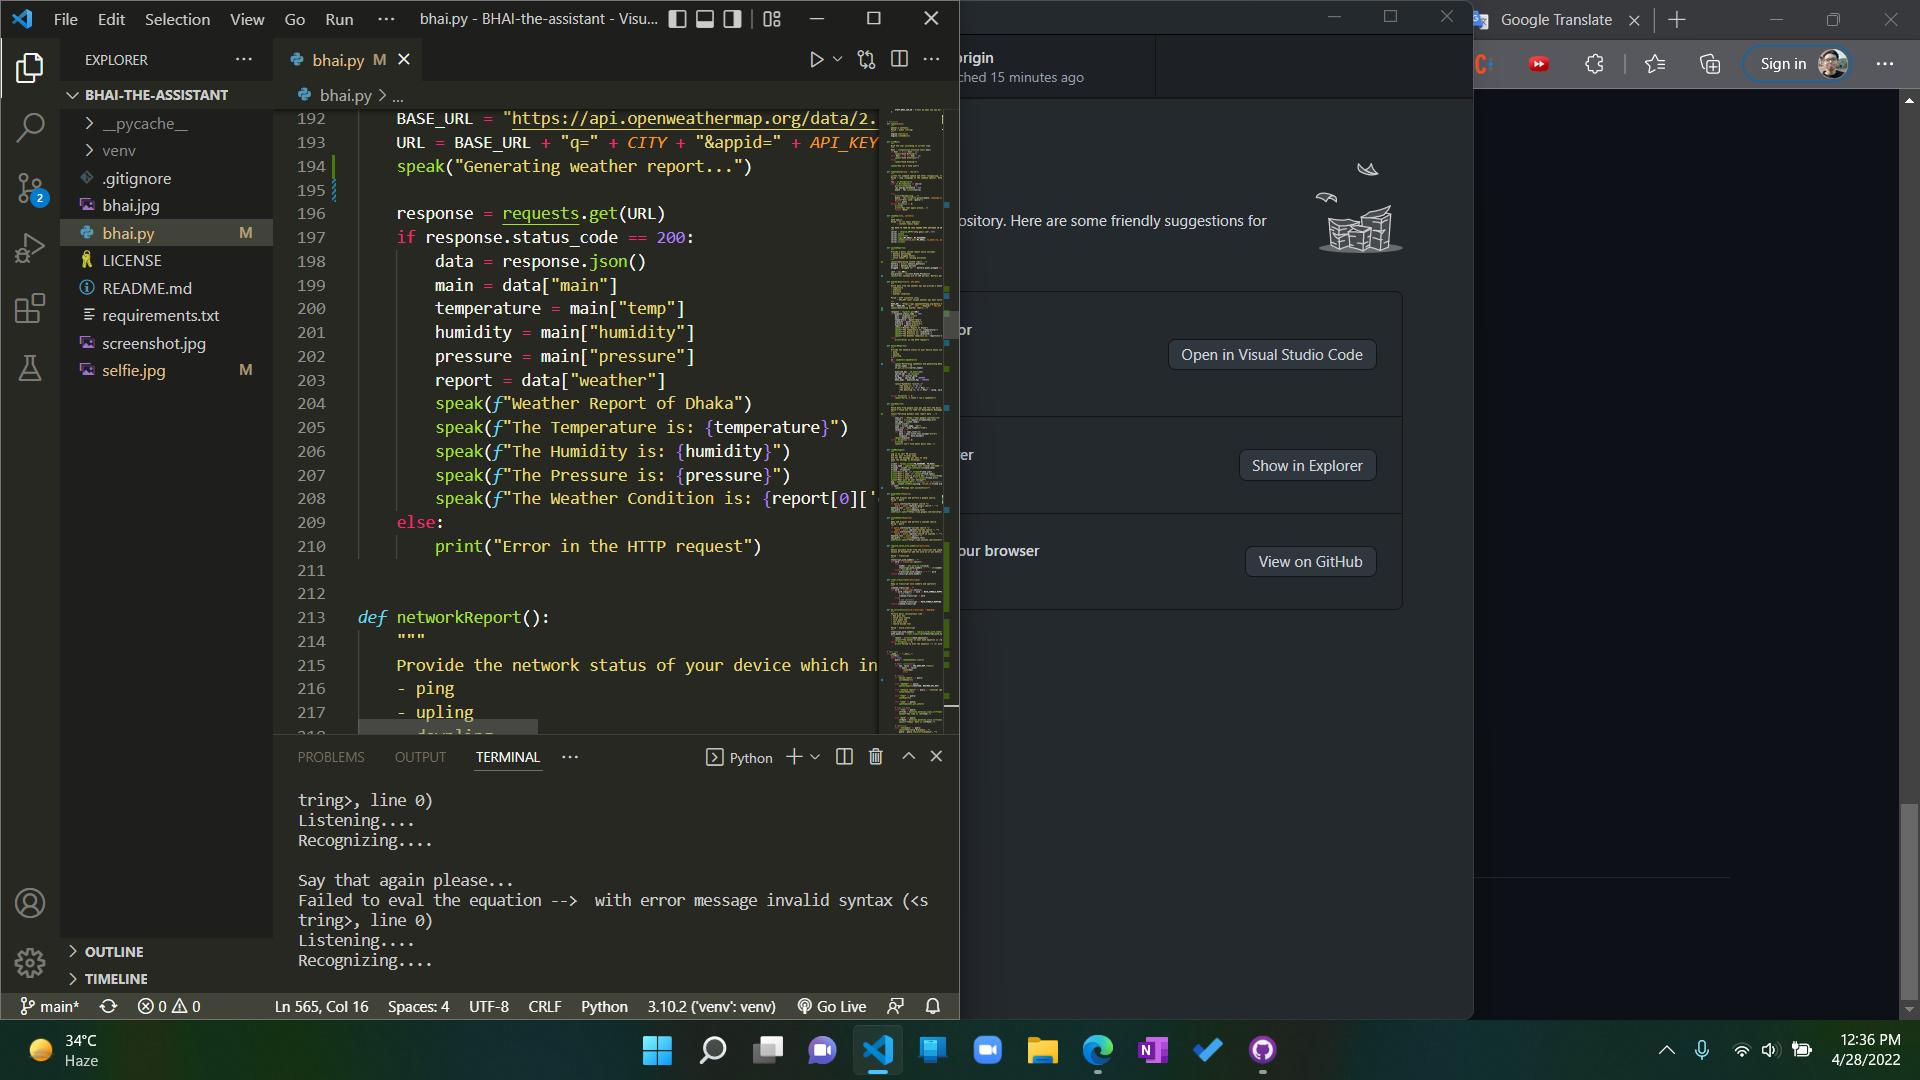 File Edit Selection View Go Run ··· bhai.py - BHAI-the-assistant - Visu...
EXPLORER
BHAI-THE-ASSISTANT
__pycache__
venv
.gitignore
bhai.jpg
bhai.py M
LICENSE
README.md
requirements.txt
screenshot.jpg
selfie.jpg M
OUTLINE
TIMELINE
2
bhai.py M
bhai.py > ...
192 BASE_URL = "https://api.openweathermap.org/data/2.
193 URL = BASE_URL + "q=" + CITY + "&appid=" + API_KEY
194 speak("Generating weather report...")
195
196 response = requests.get(URL)
197 if response.status_code == 200:
198 data = response.json()
199 main = data["main"]
200 temperature = main["temp"]
201 humidity = main["humidity"]
202 pressure = main["pressure"]
203 report = data["weather"]
204 speak(f"Weather Report of Dhaka")
205 speak(f"The Temperature is: {temperature}")
206 speak(f"The Humidity is: {humidity}")
207 speak(f"The Pressure is: {pressure}")
208 speak(f"The Weather Condition is: {report[0]['
209 else:
210 print("Error in the HTTP request")
211
212
213 def networkReport():
214 """
215 Provide the network status of your device which in
216 - ping
217 - upling
PROBLEMS OUTPUT TERMINAL ··· Python
tring>, line 0)
Listening....
Recognizing....
Say that again please...
Failed to eval the equation --> with error message invalid syntax (<s
tring>, line 0)
Listening....
Recognizing....
main* 0 0 Ln 565, Col 16 Spaces: 4 UTF-8 CRLF Python 3.10.2 ('venv': venv) Go Live
rigin
ched 15 minutes ago
ository. Here are some friendly suggestions for
or
Open in Visual Studio Code
er
Show in Explorer
our browser
View on GitHub
Google Translate
Sign in
34°C
Haze
12:36 PM
4/28/2022